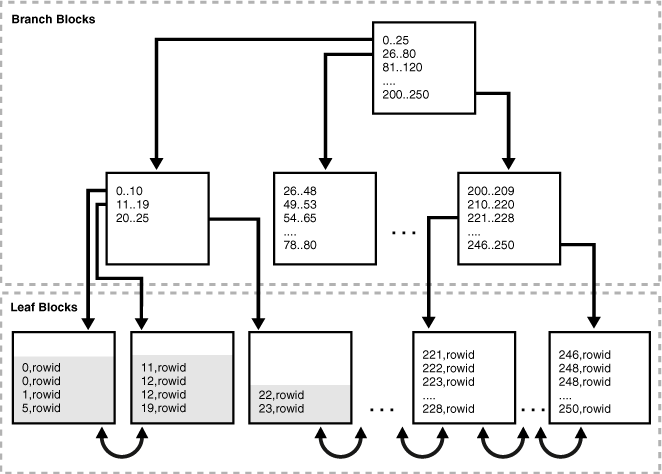 Branch Blocks
0..25
26..80
81..120
....
200..250
0..10
11..19
20..25
26..48
49..53
54..65
....
78..80
...
200..209
210..220
221..228
....
246..250
Leaf Blocks
0,rowid
0,rowid
1,rowid
5,rowid
11,rowid
12,rowid
12,rowid
19,rowid
22,rowid
23,rowid
...
221,rowid
222,rowid
223,rowid
....
228,rowid
...
246,rowid
248,rowid
248,rowid
....
250,rowid